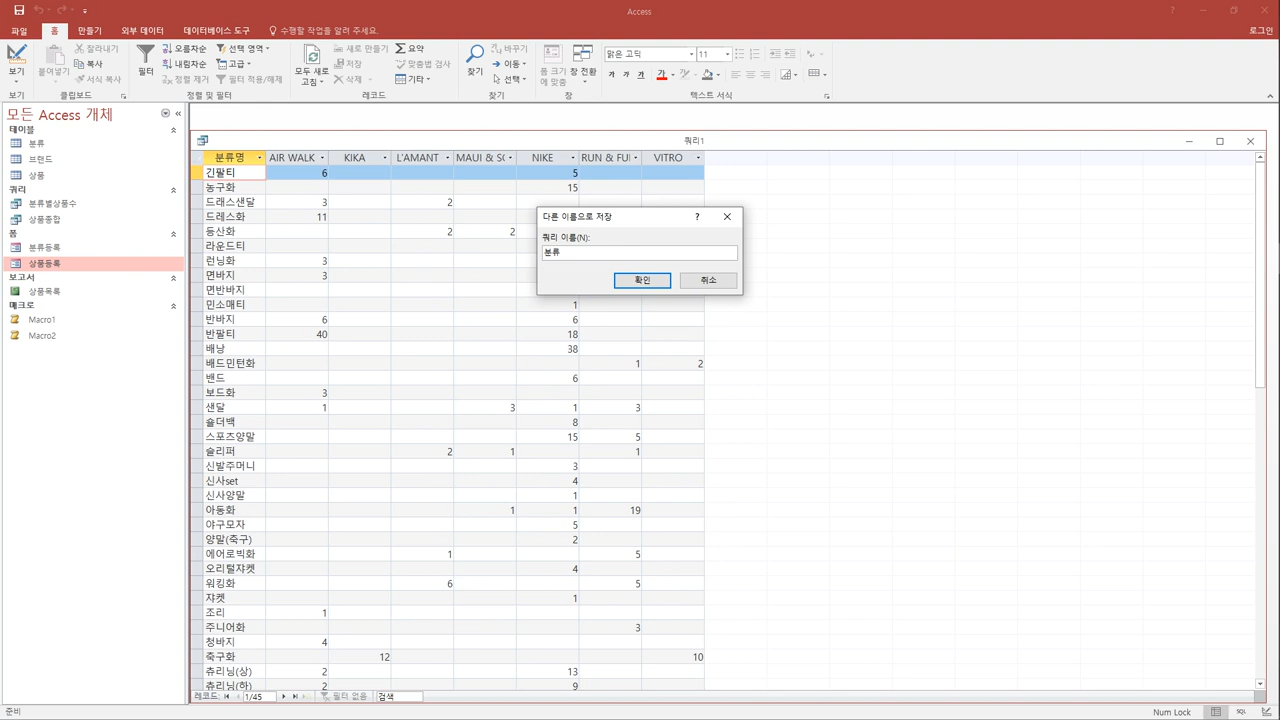 Access
파일 홈 만들기 외부 데이터 데이터베이스 도구 수행할 작업을 알려 주세요. 로그인
보기 붙여넣기 잘라내기 복사 서식 복사 필터 오름차순 내림차순 정렬 제거 선택 영역 고급 필터 적용/해제 모두 새로 고침 새로 만들기 저장 삭제 요약 맞춤법 검사 기타 찾기 바꾸기 이동 선택 폼 크기에 맞춤 창 전환 맑은 고딕 11 가 가 가 가
보기 클립보드 정렬 및 필터 레코드 찾기 창 텍스트 서식
모든 Access 개체
테이블
분류
브랜드
상품
쿼리
분류별상품수
상품종합
폼
분류등록
상품등록
보고서
상품목록
매크로
Macro1
Macro2
쿼리1
분류명 AIR WALK KIKA L'AMANT NIKE RUN & FU VITRO
긴팔티 6 5
농구화 15
드래스샌달 3 2
드레스화 11
등산화 2 2
라운드티
런닝화 3
면바지 3
면반바지
민소매티 1
반바지 6 6
반팔티 40 18
배낭 38
배드민턴화 1 2
밴드 6
보드화 3
샌달 1 3 1 3
숄더백 8
스포즈양말 15 5
슬리퍼 2 1 1
신발주머니 3
신사set 4
신사양말 1
아동화 1 1 19
야구모자 5
양말(축구) 2
에어로빅화 1 5
오리털쟈켓 4
워킹화 6 5
쟈켓 1
조리 1
주니어화 3
청바지 4
축구화 12 10
츄리닝(상) 2 13
츄리닝(하) 2 9
다른 이름으로 저장 ?
쿼리 이름(N):
분류
확인 취소
레코드: 1/45 필터 없음 검색
준비 Num Lock SQL